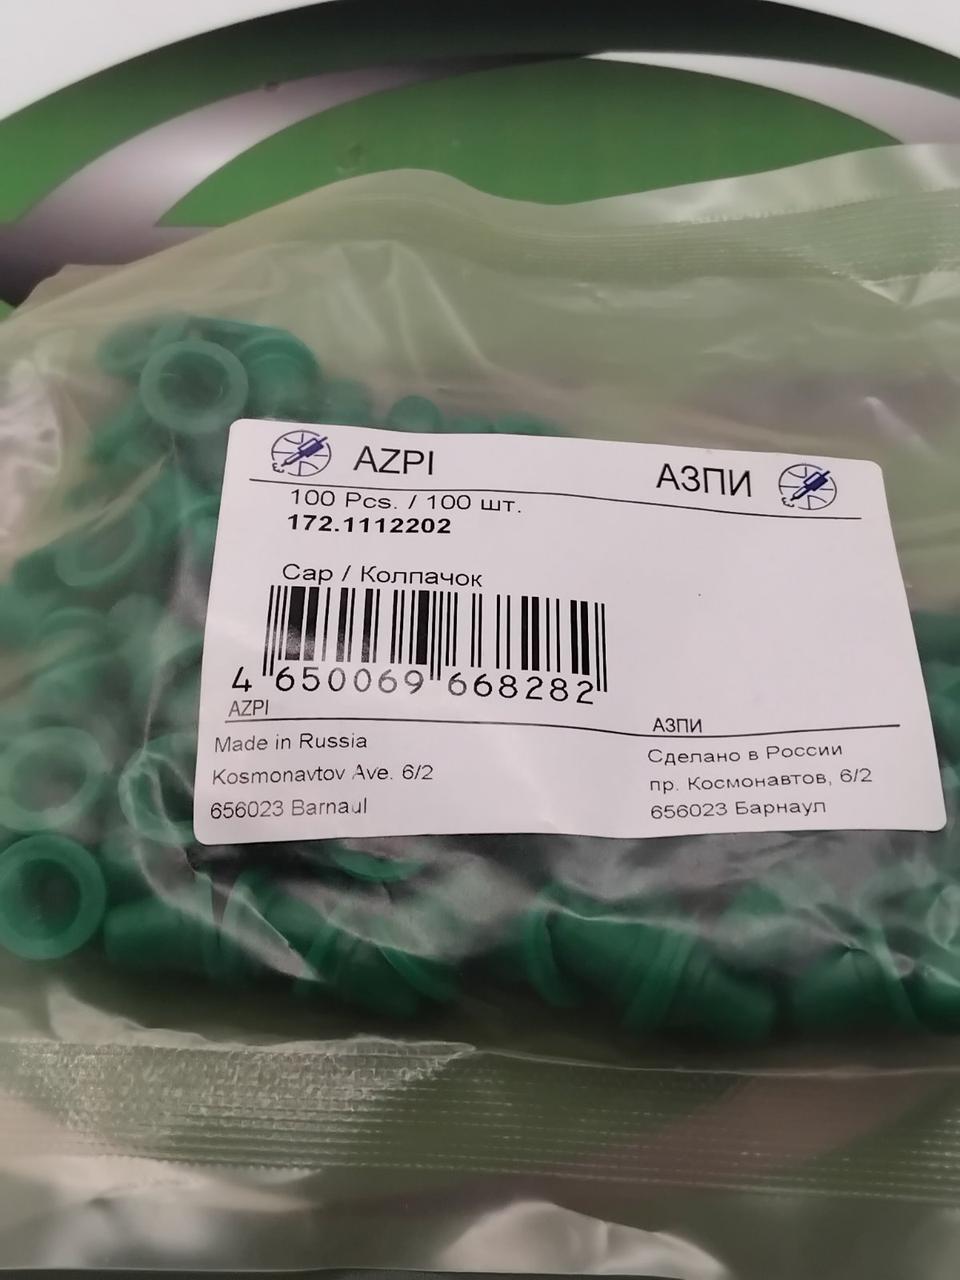 AZPI
АЗПИ
100 Pcs. / 100 шт.
172.1112202
Cap / Колпачок
4 650069 668282
AZPI
Made in Russia
Kosmonavtov Ave. 6/2
656023 Barnaul
АЗПИ
Сделано в России
пр. Космонавтов, 6/2
656023 Барнаул